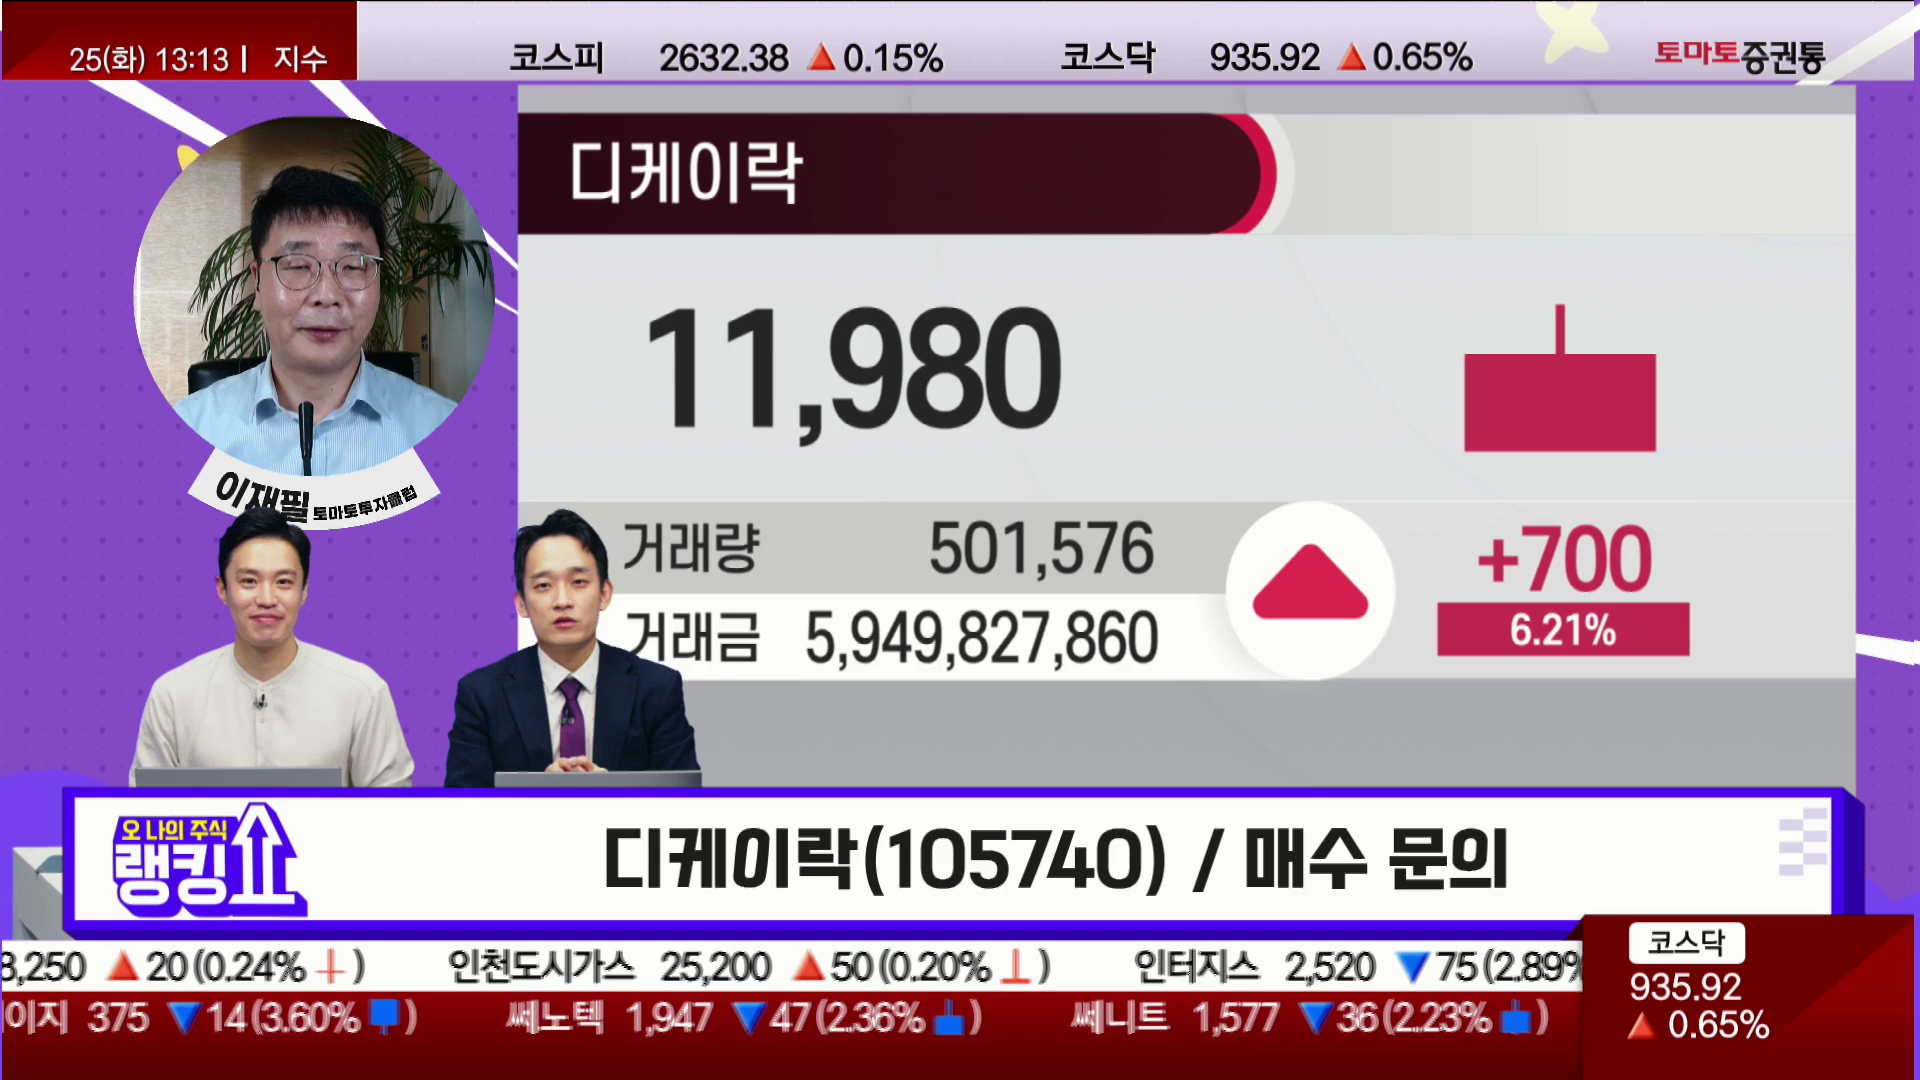 25(화) 13:13 | 지수
코스피 2632.38 ▲ 0.15% 코스닥 935.92 ▲ 0.65%
토마토증권통
디케이락
11,980
거래량 501,576
거래금 5,949,827,860
+700
6.21%
이재필 토마토투자클럽
오 나의 주식
랭킹쇼
디케이락(105740) / 매수 문의
8,250 ▲ 20 (0.24% ) 인천도시가스 25,200 ▲ 50 (0.20% ) 인터지스 2,520 ▼ 75 (2.89%
이지 375 ▼ 14 (3.60% ) 쎄노텍 1,947 ▼ 47 (2.36% ) 쎄니트 1,577 ▼ 36 (2.23% )
코스닥
935.92
▲ 0.65%